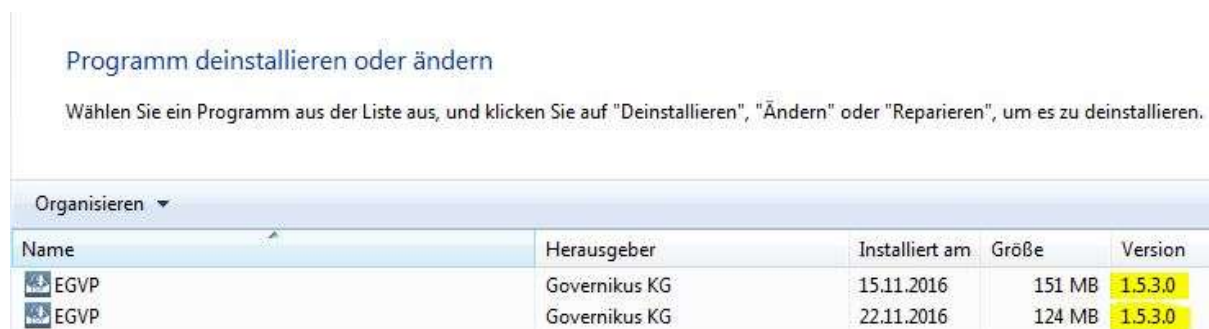 Programm deinstallieren oder ändern
Wählen Sie ein Programm aus der Liste aus, und klicken Sie auf "Deinstallieren", "Ändern" oder "Reparieren", um es zu deinstallieren.
Organisieren
Name Herausgeber Installiert am Größe Version
EGVP Governikus KG 15.11.2016 151 MB 1.5.3.0
EGVP Governikus KG 22.11.2016 124 MB 1.5.3.0